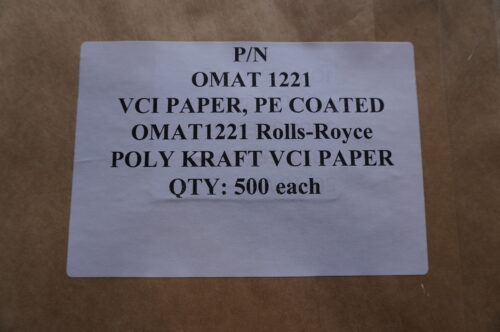 P/N
OMAT 1221
VCI PAPER, PE COATED
OMAT1221 Rolls-Royce
POLY KRAFT VCI PAPER
QTY: 500 each